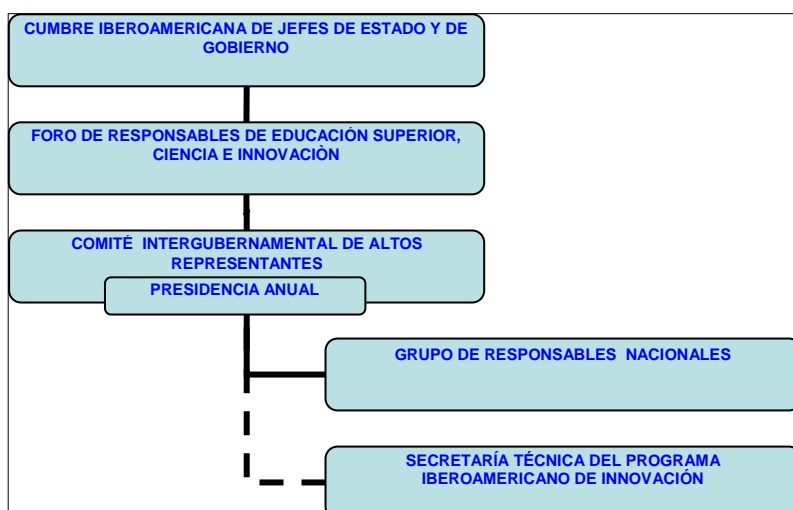 CUMBRE IBEROAMERICANA DE JEFES DE ESTADO Y DE
GOBIERNO
FORO DE RESPONSABLES DE EDUCACIÓN SUPERIOR,
CIENCIA E INNOVACIÒN
COMITÉ INTERGUBERNAMENTAL DE ALTOS
REPRESENTANTES
PRESIDENCIA ANUAL
GRUPO DE RESPONSABLES NACIONALES
SECRETARÍA TÉCNICA DEL PROGRAMA
IBEROAMERICANO DE INNOVACIÓN